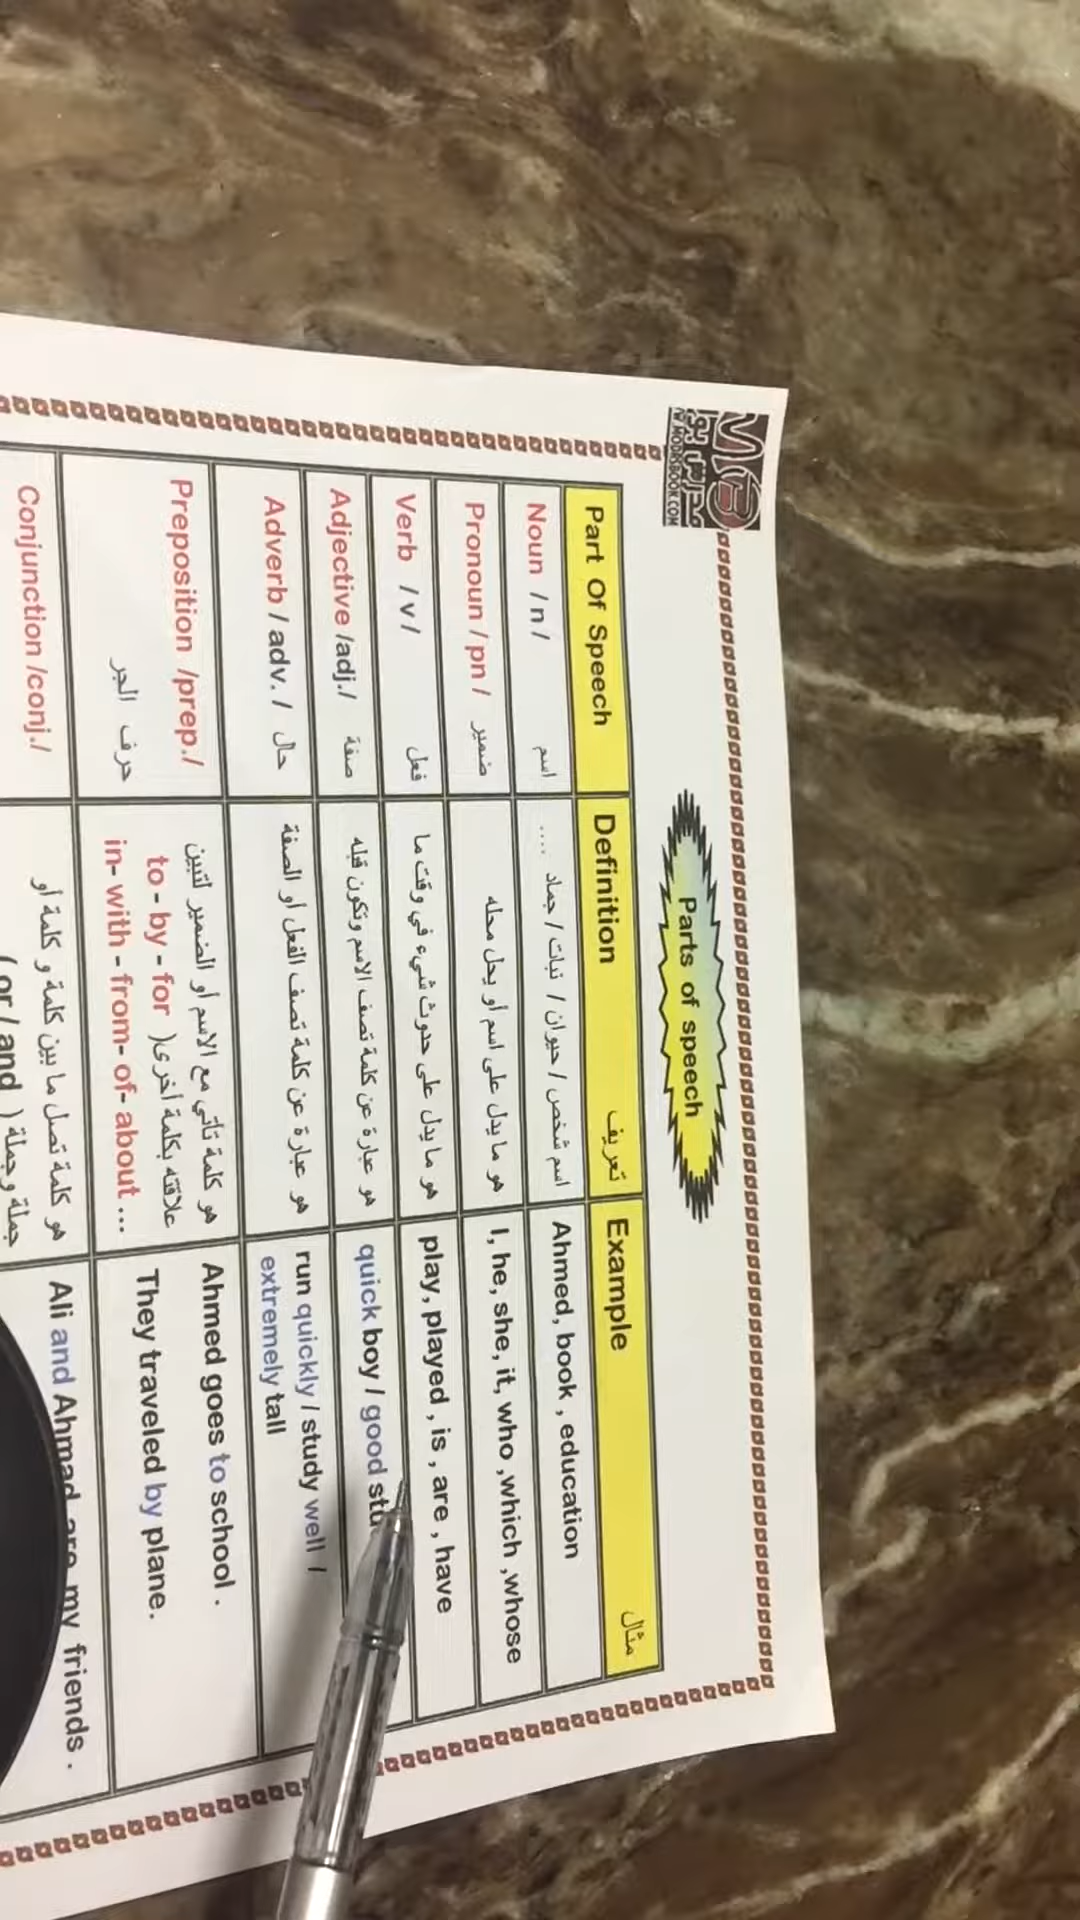 مدرس بوك
W.MODRSBOOK.COM
Parts of speech
Part Of Speech
Definition تعريف
Example مثال
Noun / n / اسم
اسم شخص / حيوان / نبات / جماد ....
Ahmed, book , education
Pronoun / pn / ضمير
هو ما يدل على اسم أو يحل محله
I, he, she, it, who ,which ,whose
Verb / v / فعل
هو ما يدل على حدوث شيء في وقت ما
play, played , is , are , have
Adjective /adj./ صفة
هو عبارة عن كلمة تصف الاسم وتكون قبله
quick boy / good stu
Adverb / adv. / حال
هو عبارة عن كلمة تصف الفعل أو الصفة
run quickly / study well /
extremely tall
Preposition /prep./
حرف الجر
هو كلمة تأتي مع الاسم أو الضمير لتبين
علاقته بكلمة أخرى( to - by - for
in- with - from- of- about ...
Ahmed goes to school .
They traveled by plane.
Conjunction /conj./
هو كلمة تصل ما بين كلمة و كلمة أو
جملة وجملة ( or / and )
Ali and Ahmad are my friends .